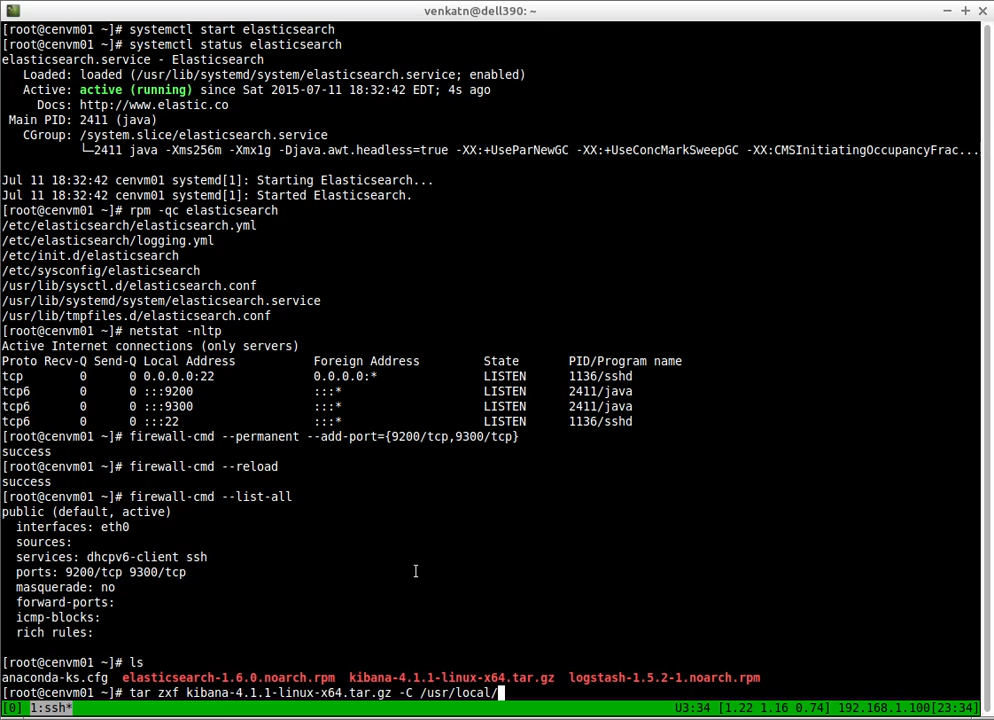 venkatn@dell390: ~
[root@cenvm01 ~]# systemctl start elasticsearch
[root@cenvm01 ~]# systemctl status elasticsearch
elasticsearch.service - Elasticsearch
   Loaded: loaded (/usr/lib/systemd/system/elasticsearch.service; enabled)
   Active: active (running) since Sat 2015-07-11 18:32:42 EDT; 4s ago
     Docs: http://www.elastic.co
 Main PID: 2411 (java)
   CGroup: /system.slice/elasticsearch.service
           └─2411 java -Xms256m -Xmx1g -Djava.awt.headless=true -XX:+UseParNewGC -XX:+UseConcMarkSweepGC -XX:CMSInitiatingOccupancyFrac...
Jul 11 18:32:42 cenvm01 systemd[1]: Starting Elasticsearch...
Jul 11 18:32:42 cenvm01 systemd[1]: Started Elasticsearch.
[root@cenvm01 ~]# rpm -qc elasticsearch
/etc/elasticsearch/elasticsearch.yml
/etc/elasticsearch/logging.yml
/etc/init.d/elasticsearch
/etc/sysconfig/elasticsearch
/usr/lib/sysctl.d/elasticsearch.conf
/usr/lib/systemd/system/elasticsearch.service
/usr/lib/tmpfiles.d/elasticsearch.conf
[root@cenvm01 ~]# netstat -nltp
Active Internet connections (only servers)
Proto Recv-Q Send-Q Local Address           Foreign Address         State       PID/Program name
tcp        0      0 0.0.0.0:22              0.0.0.0:*               LISTEN      1136/sshd
tcp6       0      0 :::9200                 :::*                    LISTEN      2411/java
tcp6       0      0 :::9300                 :::*                    LISTEN      2411/java
tcp6       0      0 :::22                   :::*                    LISTEN      1136/sshd
[root@cenvm01 ~]# firewall-cmd --permanent --add-port={9200/tcp,9300/tcp}
success
[root@cenvm01 ~]# firewall-cmd --reload
success
[root@cenvm01 ~]# firewall-cmd --list-all
public (default, active)
  interfaces: eth0
  sources:
  services: dhcpv6-client ssh
  ports: 9200/tcp 9300/tcp
  masquerade: no
  forward-ports:
  icmp-blocks:
  rich rules:
[root@cenvm01 ~]# ls
anaconda-ks.cfg  elasticsearch-1.6.0.noarch.rpm  kibana-4.1.1-linux-x64.tar.gz  logstash-1.5.2-1.noarch.rpm
[root@cenvm01 ~]# tar zxf kibana-4.1.1-linux-x64.tar.gz -C /usr/local/
[0] 1:ssh* U3:34 [1.22 1.16 0.74] 192.168.1.100[23:34]